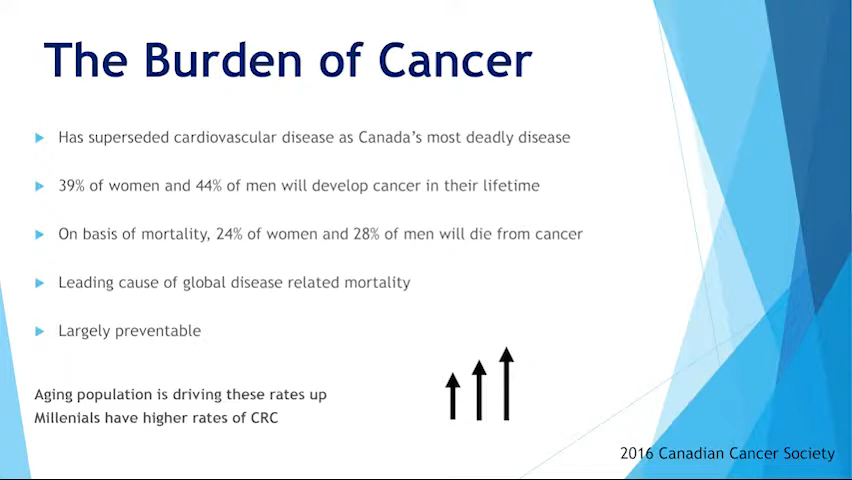 The Burden of Cancer
Has superseded cardiovascular disease as Canada's most deadly disease
39% of women and 44% of men will develop cancer in their lifetime
On basis of mortality, 24% of women and 28% of men will die from cancer
Leading cause of global disease related mortality
Largely preventable
Aging population is driving these rates up
Millenials have higher rates of CRC
2016 Canadian Cancer Society